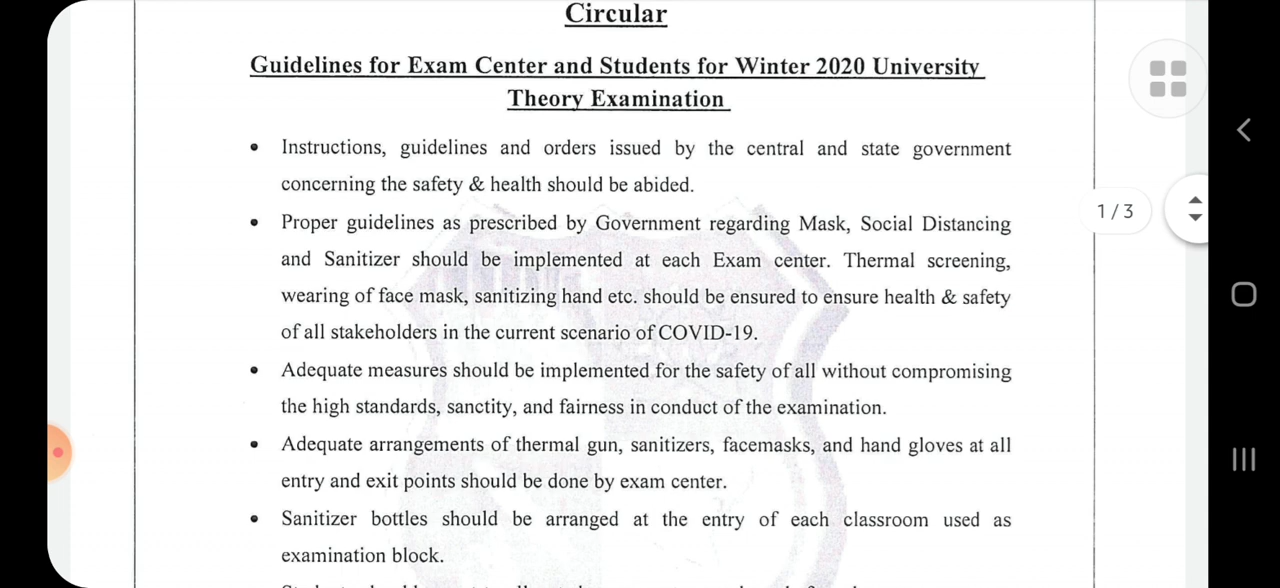 Circular
Guidelines for Exam Center and Students for Winter 2020 University
Theory Examination
• Instructions, guidelines and orders issued by the central and state government
concerning the safety & health should be abided.
• Proper guidelines as prescribed by Government regarding Mask, Social Distancing
and Sanitizer should be implemented at each Exam center. Thermal screening,
wearing of face mask, sanitizing hand etc. should be ensured to ensure health & safety
of all stakeholders in the current scenario of COVID-19.
• Adequate measures should be implemented for the safety of all without compromising
the high standards, sanctity, and fairness in conduct of the examination.
• Adequate arrangements of thermal gun, sanitizers, facemasks, and hand gloves at all
entry and exit points should be done by exam center.
• Sanitizer bottles should be arranged at the entry of each classroom used as
examination block.
1 / 3